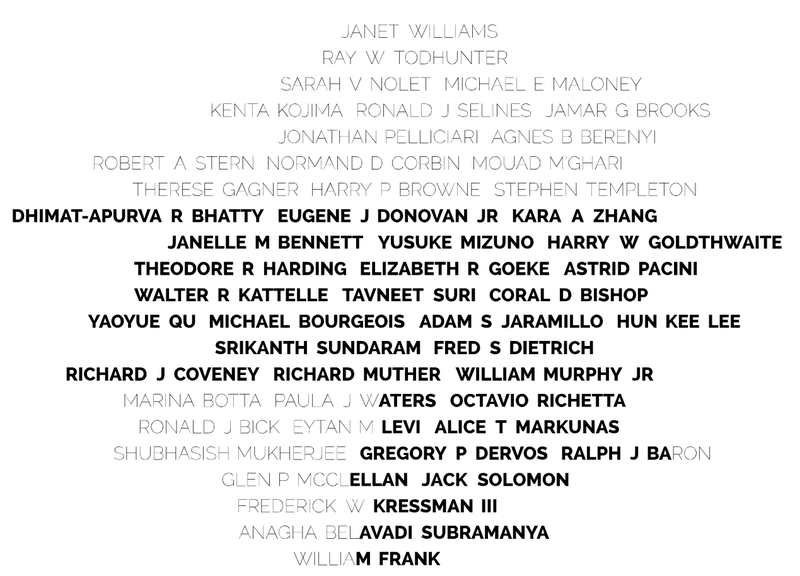 JANET WILLIAMS
RAY W TODHUNTER
SARAH V NOLET MICHAEL E MALONEY
KENTA KOJIMA RONALD J SELINES JAMAR G BROOKS
JONATHAN PELLICIARI AGNES B BERENYI
ROBERT A STERN NORMAND D CORBIN MOUAD M'GHARI
THERESE GAGNER HARRY P BROWNE STEPHEN TEMPLETON
DHIMAT-APURVA R BHATTY EUGENE J DONOVAN JR KARA A ZHANG
JANELLE M BENNETT YUSUKE MIZUNO HARRY W GOLDTHWAITE
THEODORE R HARDING ELIZABETH R GOEKE ASTRID PACINI
WALTER R KATTELLE TAVNEET SURI CORAL D BISHOP
YAOYUE QU MICHAEL BOURGEOIS ADAM S JARAMILLO HUN KEE LEE
SRIKANTH SUNDARAM FRED S DIETRICH
RICHARD J COVENEY RICHARD MUTHER WILLIAM MURPHY JR
MARINA BOTTA PAULA J WATERS OCTAVIO RICHETTA
RONALD J BICK EYTAN M LEVI ALICE T MARKUNAS
SHUBHASISH MUKHERJEE GREGORY P DERVOS RALPH J BARON
GLEN P MCCLELLAN JACK SOLOMON
FREDERICK W KRESSMAN III
ANAGHA BELAVADI SUBRAMANYA
WILLIAM FRANK